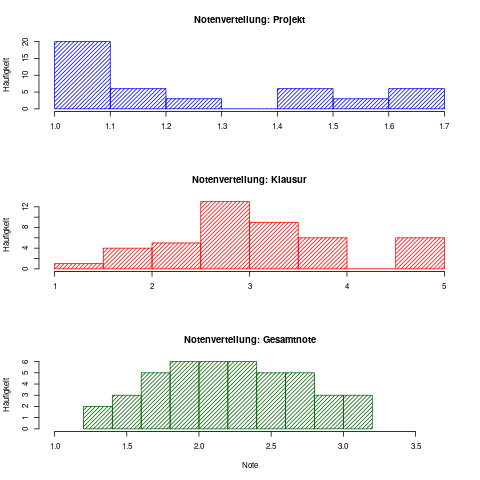 Notenverteilung: Projekt
Häufigkeit
0 5 10 15 20
1.0 1.1 1.2 1.3 1.4 1.5 1.6 1.7
Notenverteilung: Klausur
Häufigkeit
0 4 8 12
1 2 3 4 5
Notenverteilung: Gesamtnote
Häufigkeit
0 1 2 3 4 5 6
1.0 1.5 2.0 2.5 3.0 3.5
Note